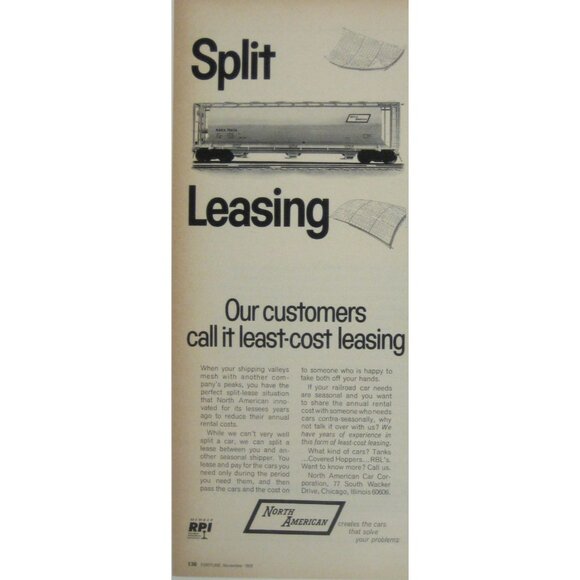 Split
Leasing
Our customers
call it least-cost leasing
When your shipping valleys
mesh with another com-
pany's peaks, you have the
perfect split-lease situation
that North American inno-
vated for its lessees years
ago to reduce their annual
rental costs.
While we can't very well
split a car, we can split a
lease between you and an-
other seasonal shipper. You
lease and pay for the cars you
need only during the period
you need them, and then
pass the cars and the cost on
to someone who is happy to
take both off your hands.
If your railroad car needs
are seasonal and you want
to share the annual rental
cost with someone who needs
cars contra-seasonally, why
not talk it over with us? We
have years of experience in
this form of least-cost leasing.
What kind of cars? Tanks
...Covered Hoppers...RBL's.
Want to know more? Call us.
North American Car Cor-
poration, 77 South Wacker
Drive, Chicago, Illinois 60606.
MEMBER
RPI
NORTH
AMERICAN
creates the cars
that solve
your problems
136 FORTUNE November